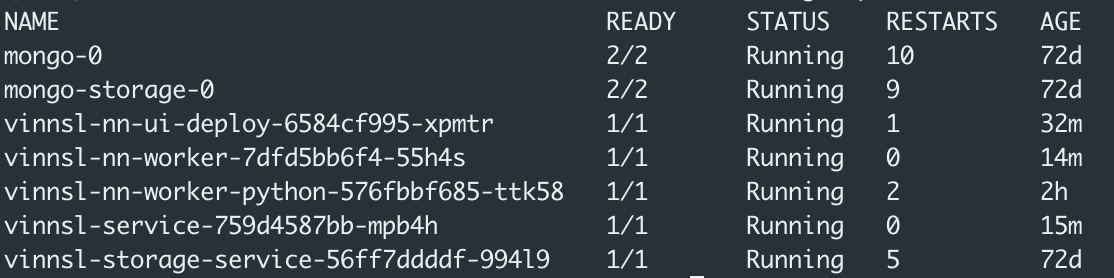 NAME READY STATUS RESTARTS AGE
mongo-0 2/2 Running 10 72d
mongo-storage-0 2/2 Running 9 72d
vinnsl-nn-ui-deploy-6584cf995-xpmtr 1/1 Running 1 32m
vinnsl-nn-worker-7dfd5bb6f4-55h4s 1/1 Running 0 14m
vinnsl-nn-worker-python-576fbbf685-ttk58 1/1 Running 2 2h
vinnsl-service-759d4587bb-mpb4h 1/1 Running 0 15m
vinnsl-storage-service-56ff7ddddf-994l9 1/1 Running 5 72d